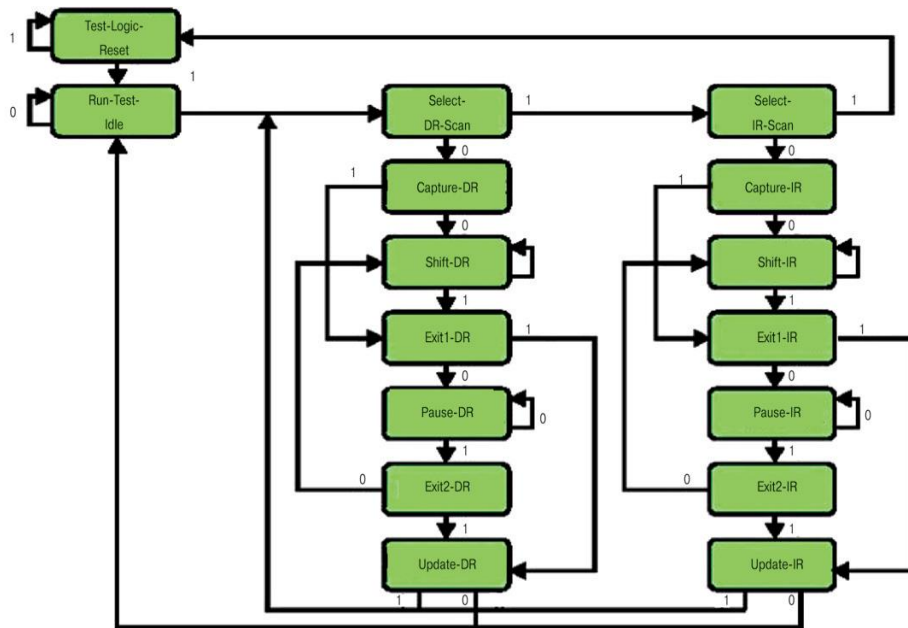 Test-Logic-
Reset
1
1
Run-Test-
Idle
0
Select-
DR-Scan
1
Select-
IR-Scan
1
0
0
1
Capture-DR
1
Capture-IR
0
0
Shift-DR
Shift-IR
1
1
Exit1-DR
1
Exit1-IR
1
0
0
Pause-DR
0
Pause-IR
0
1
1
0
Exit2-DR
0
Exit2-IR
1
1
Update-DR
Update-IR
1
0
1
0